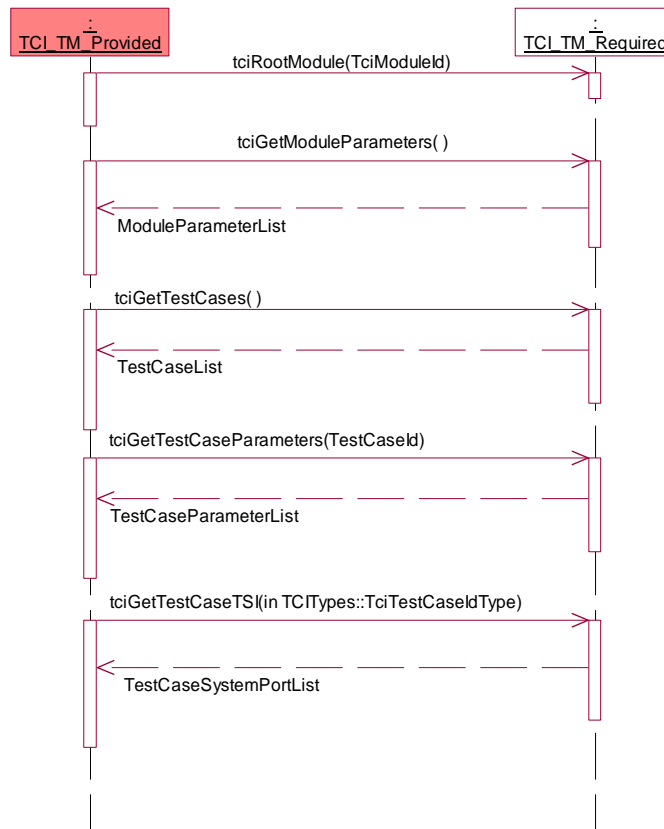 :
TCI_TM_Provided
:
TCI_TM_Required
tciRootModule(TciModuleId)
tciGetModuleParameters( )
ModuleParameterList
tciGetTestCases( )
TestCaseList
tciGetTestCaseParameters(TestCaseId)
TestCaseParameterList
tciGetTestCaseTSI(in TCITypes::TciTestCaseIdType)
TestCaseSystemPortList